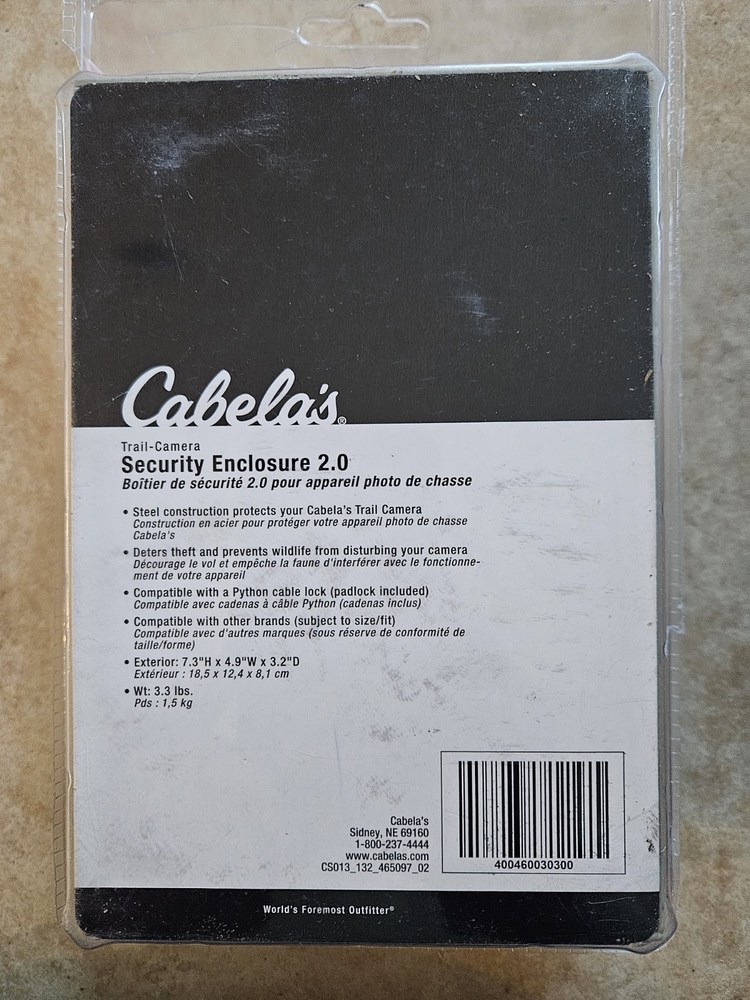 Cabela's®
Trail-Camera
Security Enclosure 2.0
Boîtier de sécurité 2.0 pour appareil photo de chasse
• Steel construction protects your Cabela's Trail Camera
Construction en acier pour protéger votre appareil photo de chasse
Cabela's
• Deters theft and prevents wildlife from disturbing your camera
Décourage le vol et empêche la faune d'interférer avec le fonctionne-
ment de votre appareil
• Compatible with a Python cable lock (padlock included)
Compatible avec cadenas à câble Python (cadenas inclus)
• Compatible with other brands (subject to size/fit)
Compatible avec d'autres marques (sous réserve de conformité de
taille/forme)
• Exterior: 7.3"H x 4.9"W x 3.2"D
Extérieur : 18,5 x 12,4 x 8,1 cm
• Wt: 3.3 lbs.
Pds : 1,5 kg
Cabela's
Sidney, NE 69160
1-800-237-4444
www.cabelas.com
CS013_132_465097_02
400460030300
World's Foremost Outfitter®